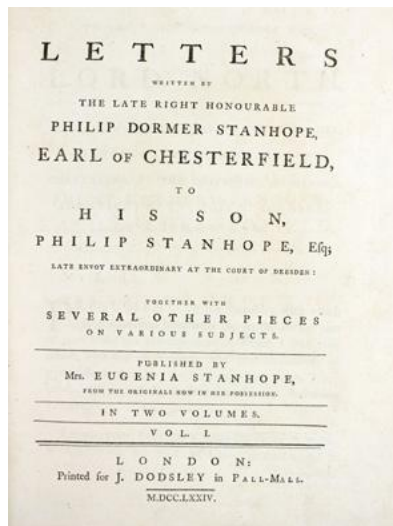 LETTERS
WRITTEN BY
THE LATE RIGHT HONOURABLE
PHILIP DORMER STANHOPE,
EARL OF CHESTERFIELD,
TO
HIS SON,
PHILIP STANHOPE, Eſq;
LATE ENVOY EXTRAORDINARY AT THE COURT OF DRESDEN:
TOGETHER WITH
SEVERAL OTHER PIECES
ON VARIOUS SUBJECTS.
PUBLISHED BY
Mrs. EUGENIA STANHOPE,
FROM THE ORIGINALS NOW IN HER POSSESSION.
IN TWO VOLUMES.
VOL. I.
LONDON:
Printed for J. DODSLEY in PALL-MALL.
M.DCC.LXXIV.